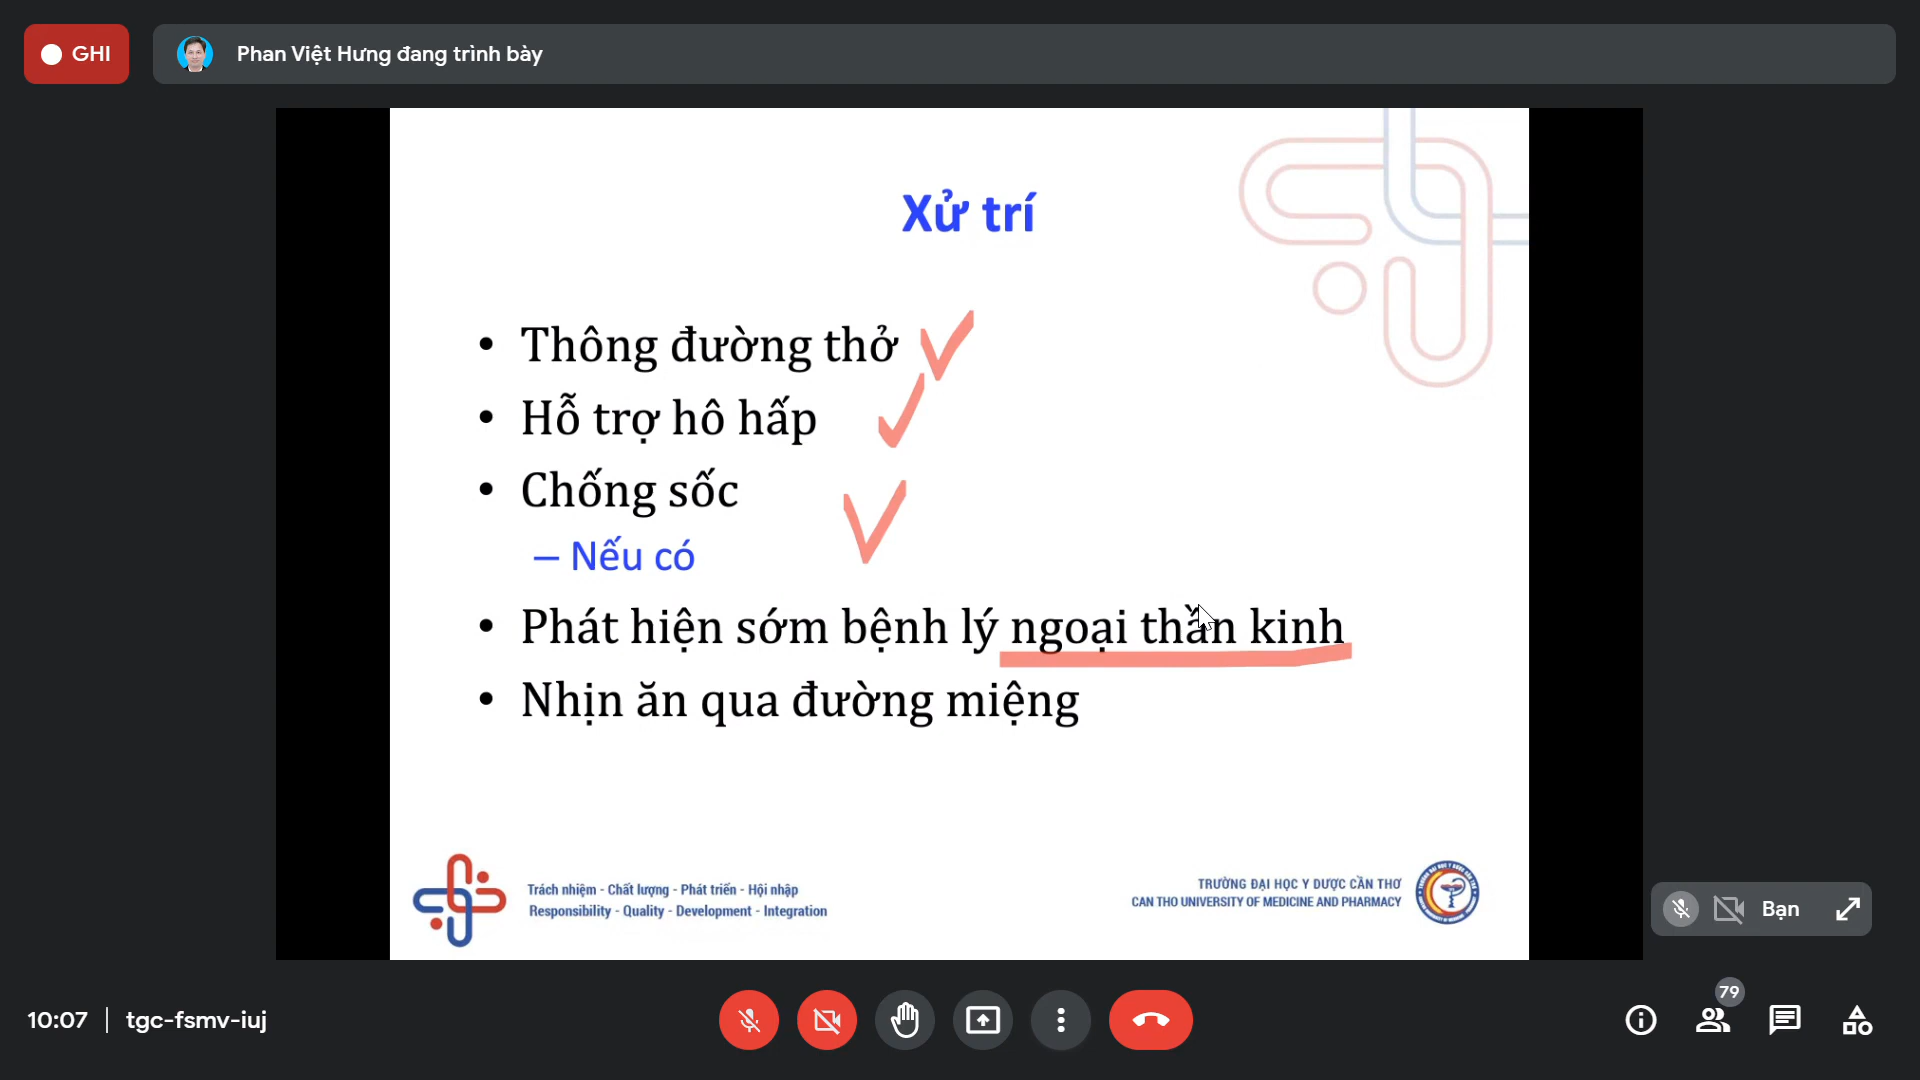 GHI
Phan Việt Hưng đang trình bày
Xử trí
• Thông đường thở
• Hỗ trợ hô hấp
• Chống sốc
– Nếu có
• Phát hiện sớm bệnh lý ngoại thần kinh
• Nhịn ăn qua đường miệng
Trách nhiệm - Chất lượng - Phát triển - Hội nhập
Responsibility - Quality - Development - Integration
TRƯỜNG ĐẠI HỌC Y DƯỢC CẦN THƠ
CAN THO UNIVERSITY OF MEDICINE AND PHARMACY
Bạn
79
10:07 | tgc-fsmv-iuj